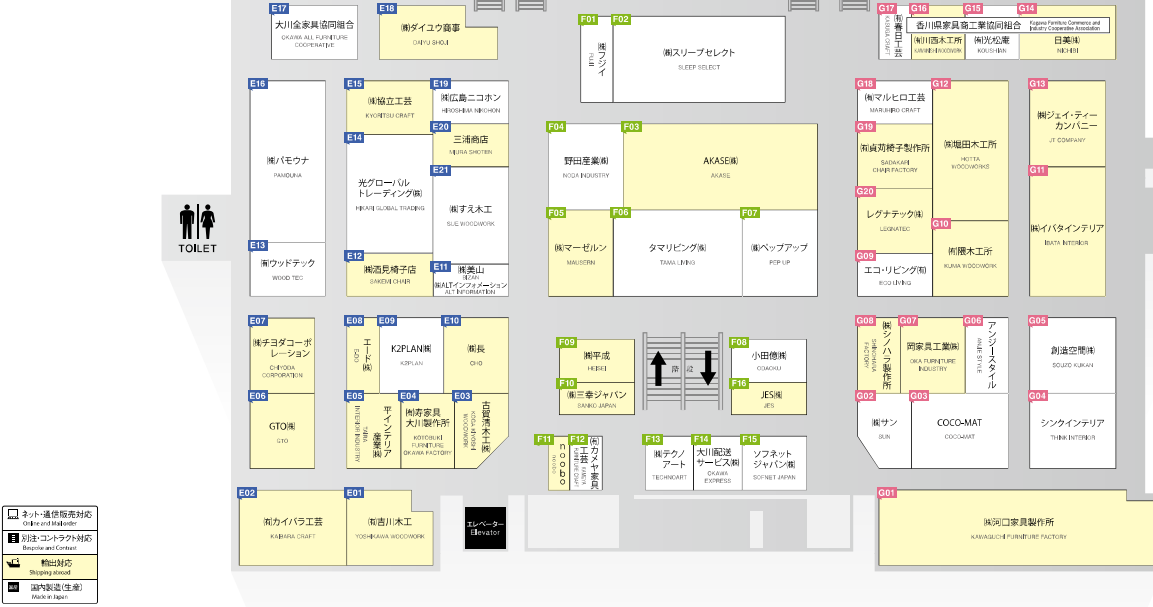 E17
大川全家具協同組合
OKAWA ALL FURNITURE
COOPERATIVE
E18
㈱ダイユウ商事
DAIYU SHOJI
F01
㈱フジイ
FUJII
F02
㈱スリープセレクト
SLEEP SELECT
G17
㈲春日工芸
KASUGA CRAFT
G16
G15
G14
香川県家具商工業協同組合
Kagawa Furniture Commerce and
Industry Cooperative Association
㈲川西木工所
KAWANISHI WOODWORK
㈲光松庵
KOUSHIAN
日美㈱
NICHIBI
E16
㈱パモウナ
PAMOUNA
E15
㈱協立工芸
KYORITSU CRAFT
E19
㈱広島ニコホン
HIROSHIMA NIKOHON
E20
三浦商店
MIURA SHOTEN
E14
光グローバル
トレーディング㈱
HIKARI GLOBAL TRADING
E21
㈱すえ木工
SUE WOODWORK
E13
㈲ウッドテック
WOOD TEC
E12
㈱酒見椅子店
SAKEMI CHAIR
E11
㈱美山
BIZAN
㈱ALTインフォメーション
ALT INFORMATION
F04
野田産業㈱
NODA INDUSTRY
F03
AKASE㈱
AKASE
F05
㈱マーゼルン
MAUSERN
F06
タマリビング㈱
TAMA LIVING
F07
㈱ペップアップ
PEP UP
G18
㈲マルヒロ工芸
MARUHIRO CRAFT
G12
㈱堀田木工所
HOTTA
WOODWORKS
G13
㈱ジェイ・ティー
カンパニー
JT COMPANY
G19
㈲貞苅椅子製作所
SADAKARI
CHAIR FACTORY
G11
㈱イバタインテリア
IBATA INTERIOR
G20
レグナテック㈱
LEGNATEC
G10
㈲隈木工所
KUMA WOODWORK
G09
エコ・リビング㈲
ECO LIVING
TOILET
E07
㈱チヨダコーポ
レーション
CHIYODA
CORPORATION
E08
エード㈱
E09
K2PLAN㈱
K2PLAN
E10
㈱長
CHO
E06
GTO㈱
GTO
E05
平インテリア
産業㈱
TAIRA
INTERIOR INDUSTRY
E04
㈲寿家具
大川製作所
KOTOBUKI
FURNITURE
OKAWA FACTORY
E03
古賀清木工㈱
KOGA KIYOSHI
WOODWORK
F09
㈱平成
HEISEI
F10
㈱三幸ジャパン
SANKO JAPAN
階 段
F08
小田億㈱
ODAOKU
F16
JES㈱
JES
G08
㈱シノハラ製作所
SHINOHARA
FACTORY
G07
岡家具工業㈱
OKA FURNITURE
INDUSTRY
G06
アンジースタイル
ANJIE STYLE
G05
創造空間㈱
SOUZO KUKAN
G02
㈱サン
SUN
G03
COCO-MAT
COCO-MAT
G04
シンクインテリア
THINK INTERIOR
F11
noobo
NOOBO
F12
㈲カメヤ家具
工芸
KAMEYA
FURNITURE CRAFT
F13
㈱テクノ
アート
TECHNOART
F14
大川配送
サービス㈱
OKAWA
EXPRESS
F15
ソフネット
ジャパン㈱
SOFNET JAPAN
E02
㈲カイバラ工芸
KAIBARA CRAFT
E01
㈲吉川木工
YOSHIKAWA WOODWORK
エレベーター
Ellevator
G01
㈱河口家具製作所
KAWAGUCHI FURNITURE FACTORY
ネット・通信販売対応
Online and Mail order
別注・コントラクト対応
Bespoke and Contract
輸出対応
Shipping abroad
国内製造(生産)
Made in Japan